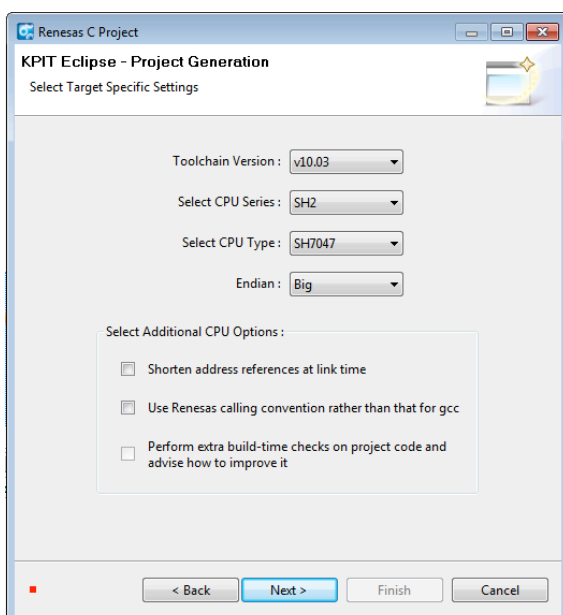 Renesas C Project
KPIT Eclipse - Project Generation
Select Target Specific Settings
Toolchain Version : v10.03
Select CPU Series : SH2
Select CPU Type : SH7047
Endian : Big
Select Additional CPU Options :
Shorten address references at link time
Use Renesas calling convention rather than that for gcc
Perform extra build-time checks on project code and
advise how to improve it
< Back Next > Finish Cancel